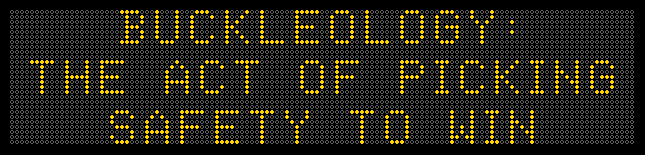 BUCKLEOLOGY:
THE ACT OF PICKING
SAFETY TO WIN